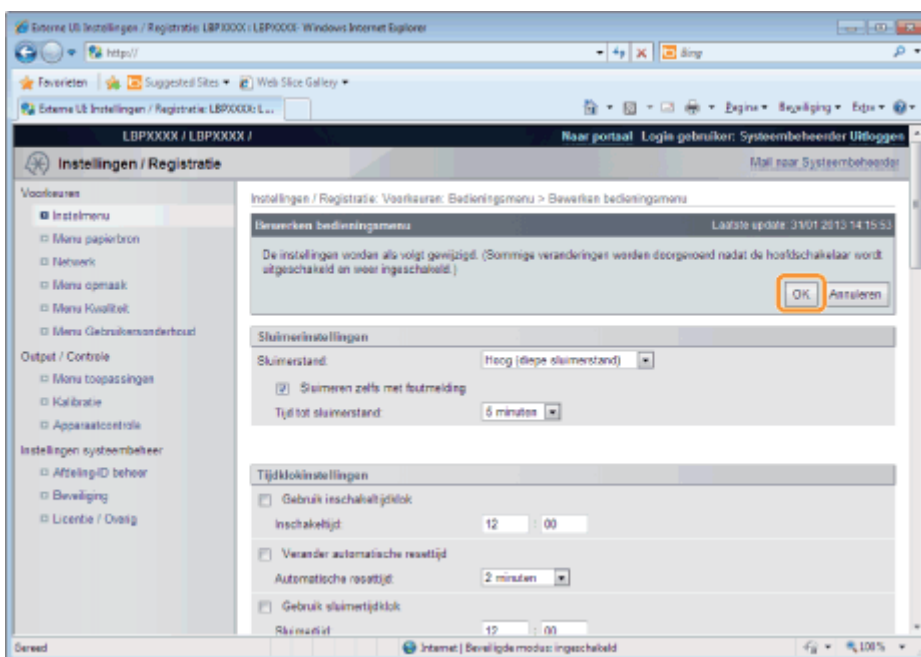 Externe UI: Instellingen / Registratie: LBPXXXX : LBPXXXX - Windows Internet Explorer
http://
Bing
Favorieten
Suggested Sites
Web Slice Gallery
Externe UI: Instellingen / Registratie: LBPXXXX: L...
Pagina Beveiliging Extra
LBPXXXX / LBPXXXX /
Naar portaal Login gebruiker: Systeembeheerder Uitloggen
Instellingen / Registratie
Mail naar Systeembeheerder
Voorkeuren
Instelmenu
Menu papierbron
Netwerk
Menu opmaak
Menu Kwaliteit
Menu Gebruikersonderhoud
Output / Controle
Menu toepassingen
Kalibratie
Apparaatcontrole
Instellingen systeembeheer
Afdeling-ID beheer
Beveiliging
Licentie / Overig
Instellingen / Registratie: Voorkeuren: Bedieningsmenu > Bewerken bedieningsmenu
Bewerken bedieningsmenu
Laatste update: 31/01 2013 14:15:53
De instellingen worden als volgt gewijzigd. (Sommige veranderingen worden doorgevoerd nadat de hoofdschakelaar wordt
uitgeschakeld en weer ingeschakeld.)
OK Annuleren
Sluimerinstellingen
Sluimerstand: Hoog (diepe sluimerstand)
Sluimeren zelfs met foutmelding
Tijd tot sluimerstand: 5 minuten
Tijdklokinstellingen
Gebruik inschakeltijdklok
Inschakeltijd: 12 : 00
Verander automatische resettijd
Automatische resettijd: 2 minuten
Gebruik sluimertijdklok
Sluimertijd: 12 : 00
Gereed
Internet | Beveiligde modus: ingeschakeld
100%